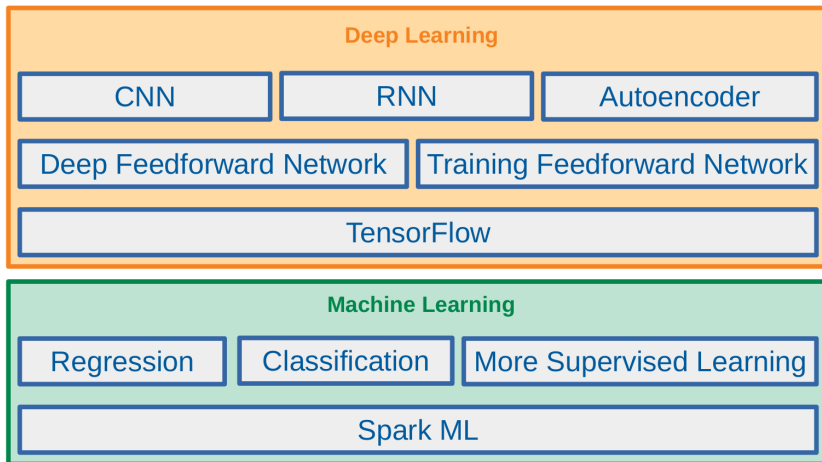 Deep Learning
CNN
RNN
Autoencoder
Deep Feedforward Network
Training Feedforward Network
TensorFlow
Machine Learning
Regression
Classification
More Supervised Learning
Spark ML